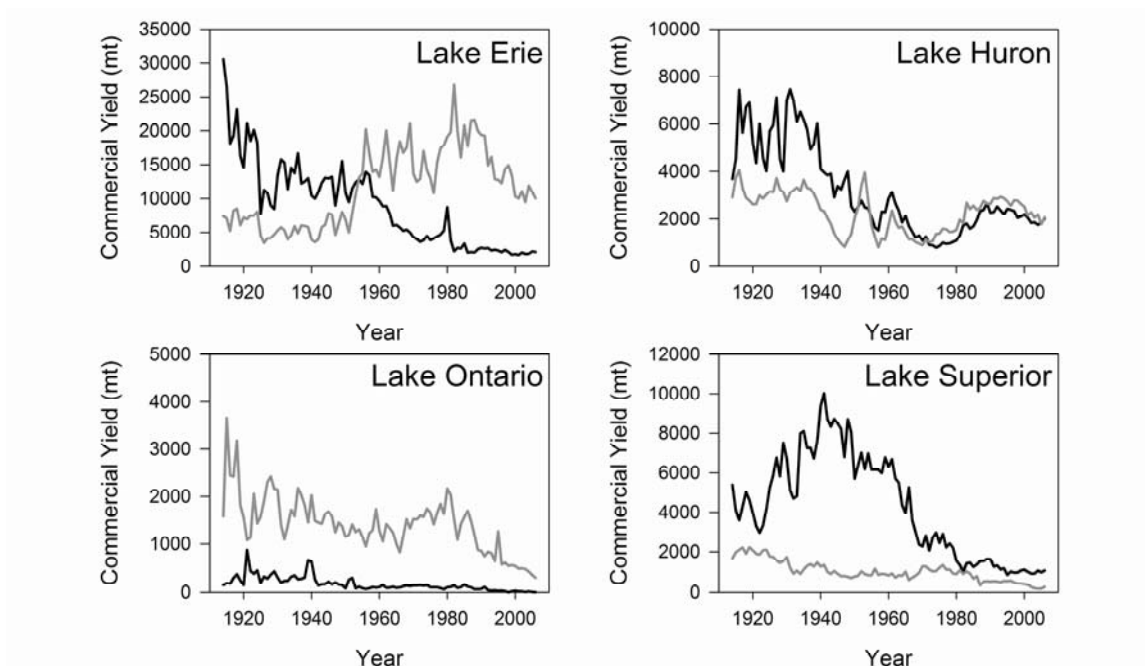 Lake Erie
Commercial Yield (mt)
35000
30000
25000
20000
15000
10000
5000
0
1920 1940 1960 1980 2000
Year
Lake Huron
Commercial Yield (mt)
10000
8000
6000
4000
2000
0
1920 1940 1960 1980 2000
Year
Lake Ontario
Commercial Yield (mt)
5000
4000
3000
2000
1000
0
1920 1940 1960 1980 2000
Year
Lake Superior
Commercial Yield (mt)
12000
10000
8000
6000
4000
2000
0
1920 1940 1960 1980 2000
Year